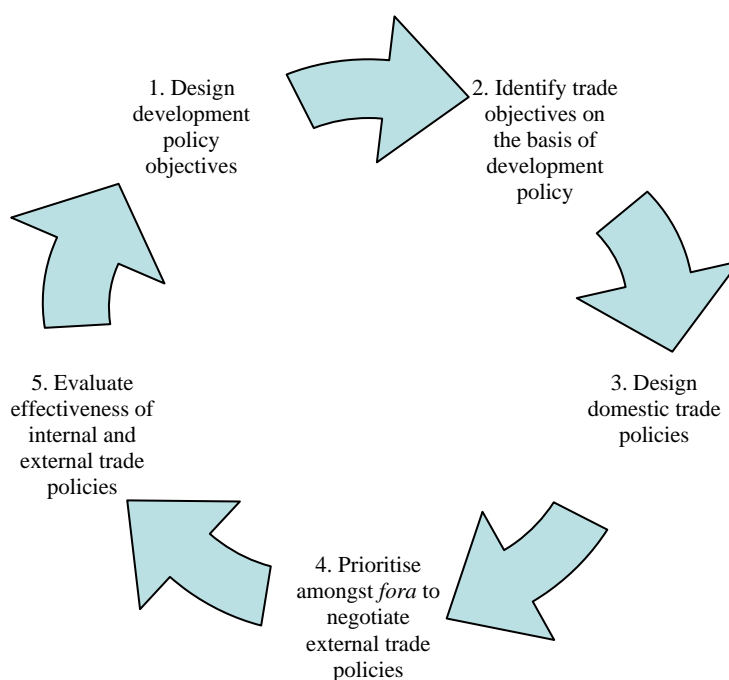 1. Design
development
policy
objectives
2. Identify trade
objectives on
the basis of
development
policy
3. Design
domestic trade
policies
4. Prioritise
amongst fora to
negotiate
external trade
policies
5. Evaluate
effectiveness of
internal and
external trade
policies